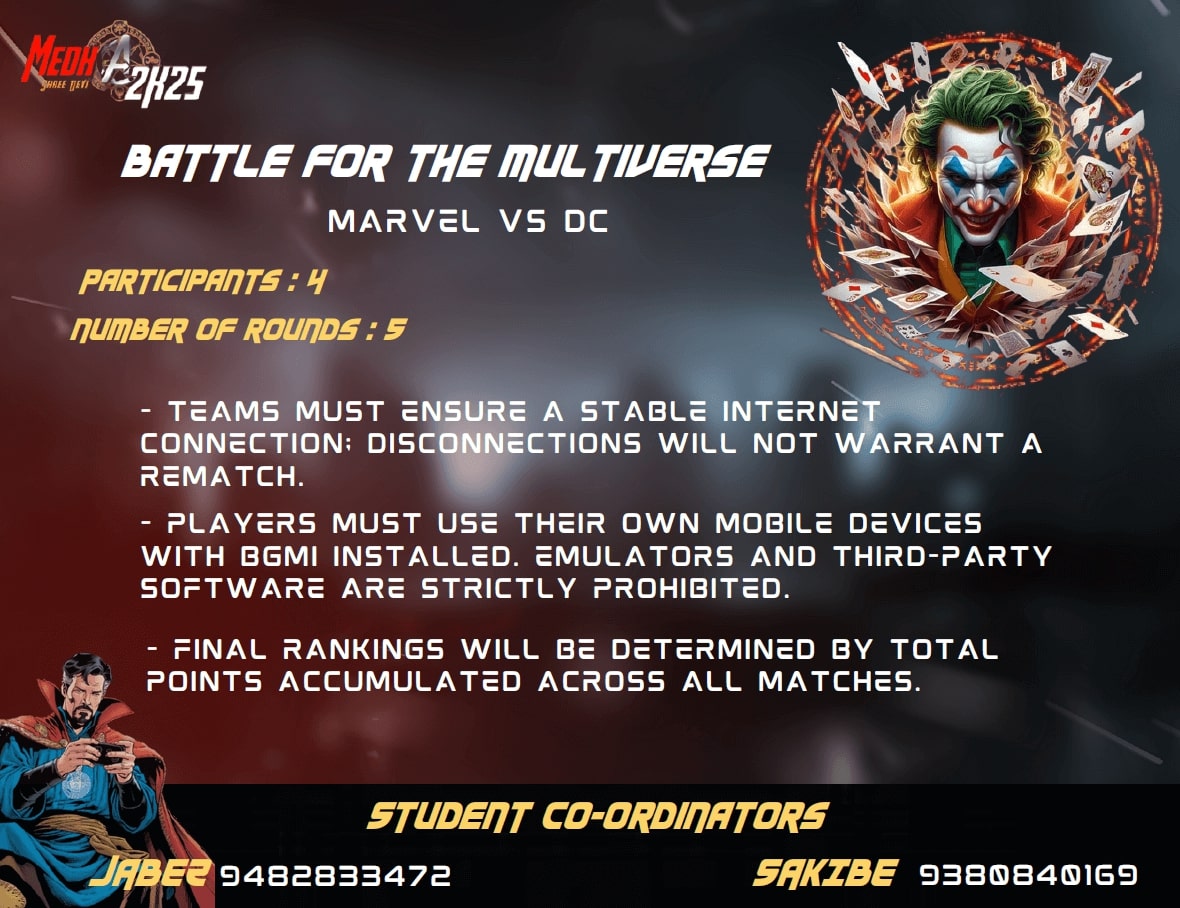 MEDHA 2K25
SHREE DEVI
BATTLE FOR THE MULTIVERSE
MARVEL VS DC
PARTICIPANTS : 4
NUMBER OF ROUNDS : 5
- TEAMS MUST ENSURE A STABLE INTERNET
CONNECTION; DISCONNECTIONS WILL NOT WARRANT A
REMATCH.
- PLAYERS MUST USE THEIR OWN MOBILE DEVICES
WITH BGMI INSTALLED. EMULATORS AND THIRD-PARTY
SOFTWARE ARE STRICTLY PROHIBITED.
- FINAL RANKINGS WILL BE DETERMINED BY TOTAL
POINTS ACCUMULATED ACROSS ALL MATCHES.
STUDENT CO-ORDINATORS
JABEZ 9482833472 SAKIBE 9380840169